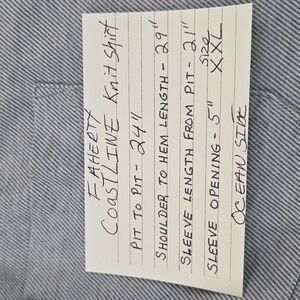 FAHERTY
COASTLINE Knit Shirt
PIT TO PIT - 24"
SHOULDER TO HEM LENGTH - 29"
SLEEVE LENGTH FROM PIT - 21"
SLEEVE OPENING - 5"
SIZE
XXL
OCEAN SIDE